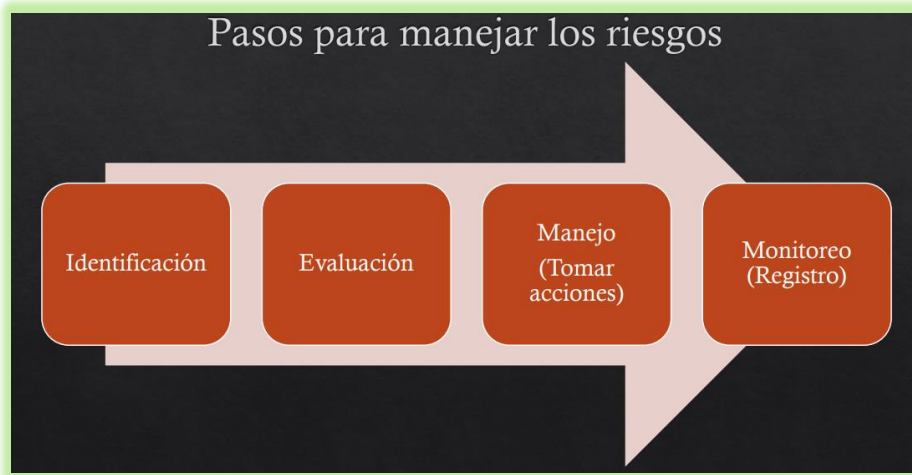 Pasos para manejar los riesgos
Identificación
Evaluación
Manejo
(Tomar
acciones)
Monitoreo
(Registro)